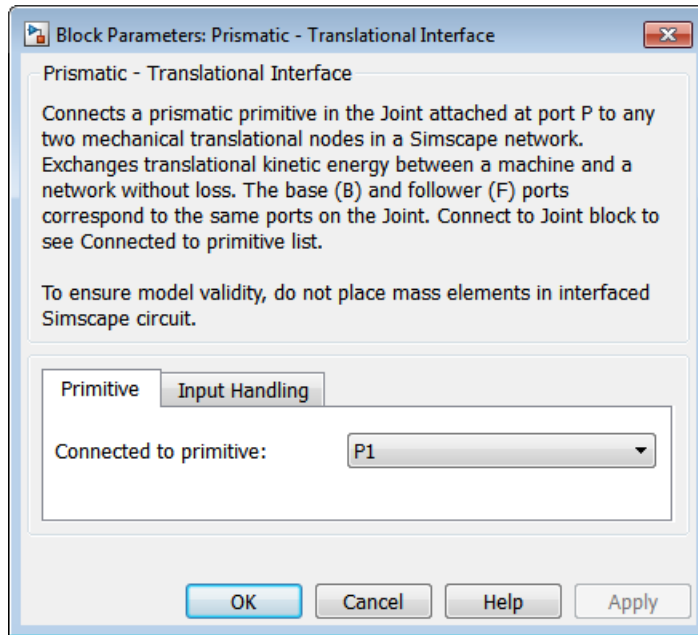 Block Parameters: Prismatic - Translational Interface
Prismatic - Translational Interface
Connects a prismatic primitive in the Joint attached at port P to any
two mechanical translational nodes in a Simscape network.
Exchanges translational kinetic energy between a machine and a
network without loss. The base (B) and follower (F) ports
correspond to the same ports on the Joint. Connect to Joint block to
see Connected to primitive list.
To ensure model validity, do not place mass elements in interfaced
Simscape circuit.
Primitive Input Handling
Connected to primitive: P1
OK Cancel Help Apply